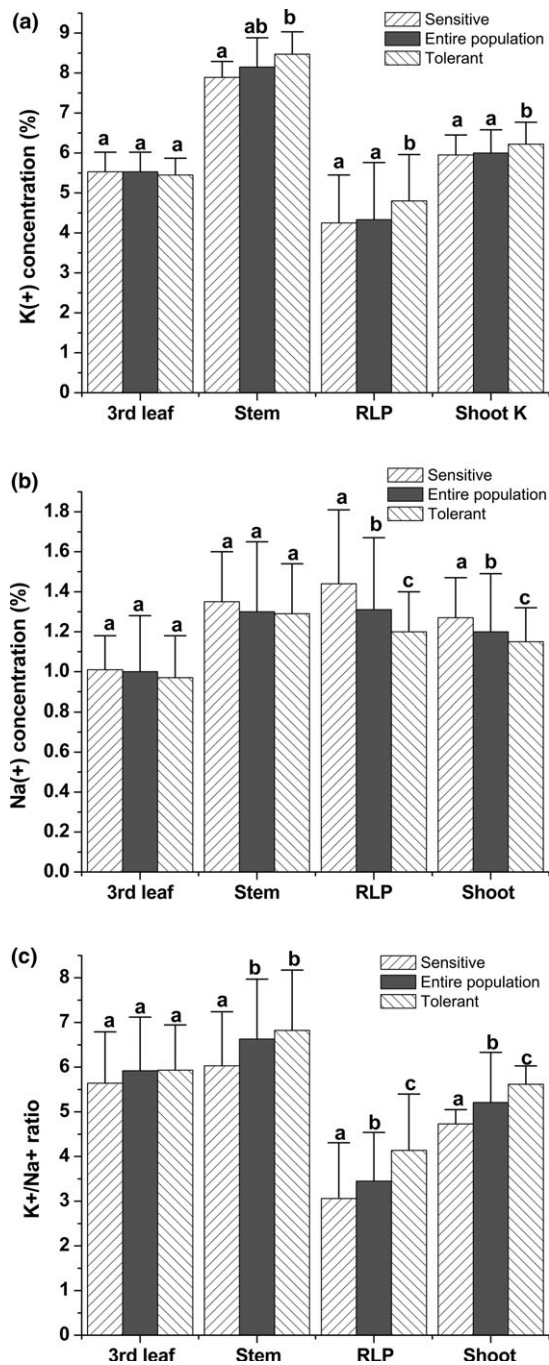 (a)
Sensitive
Entire population
Tolerant
K(+) concentration (%)
9
8
7
6
5
4
3
2
1
0
a a a
a ab b
a a b
a a b
3rd leaf Stem RLP Shoot K
(b)
Sensitive
Entire population
Tolerant
Na(+) concentration (%)
1.8
1.6
1.4
1.2
1.0
0.8
0.6
0.4
0.2
0.0
a a a
a a a
a b c
a b c
3rd leaf Stem RLP Shoot
(c)
Sensitive
Entire population
Tolerant
K+/Na+ ratio
8
7
6
5
4
3
2
1
0
a a a
a b b
a b c
a b c
3rd leaf Stem RLP Shoot